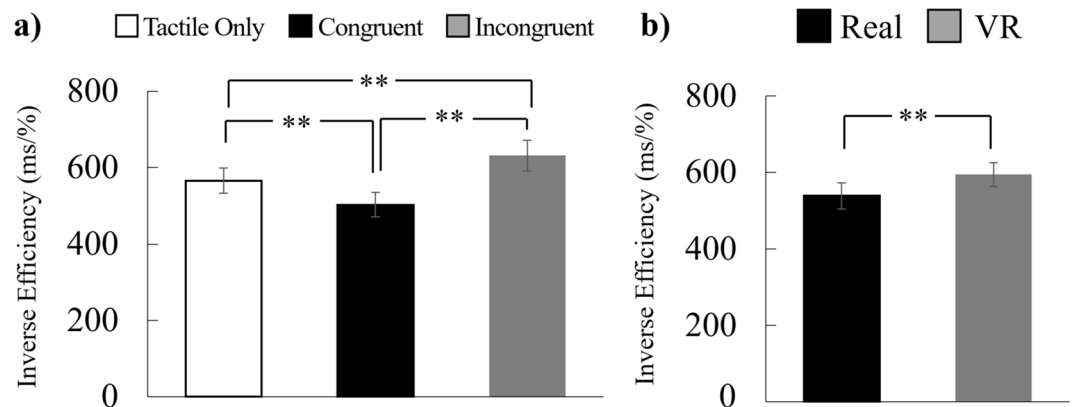 a)
Tactile Only
Congruent
Incongruent
Inverse Efficiency (ms/%)
800
600
400
200
0
**
**
**
b)
Real
VR
Inverse Efficiency (ms/%)
800
600
400
200
0
**